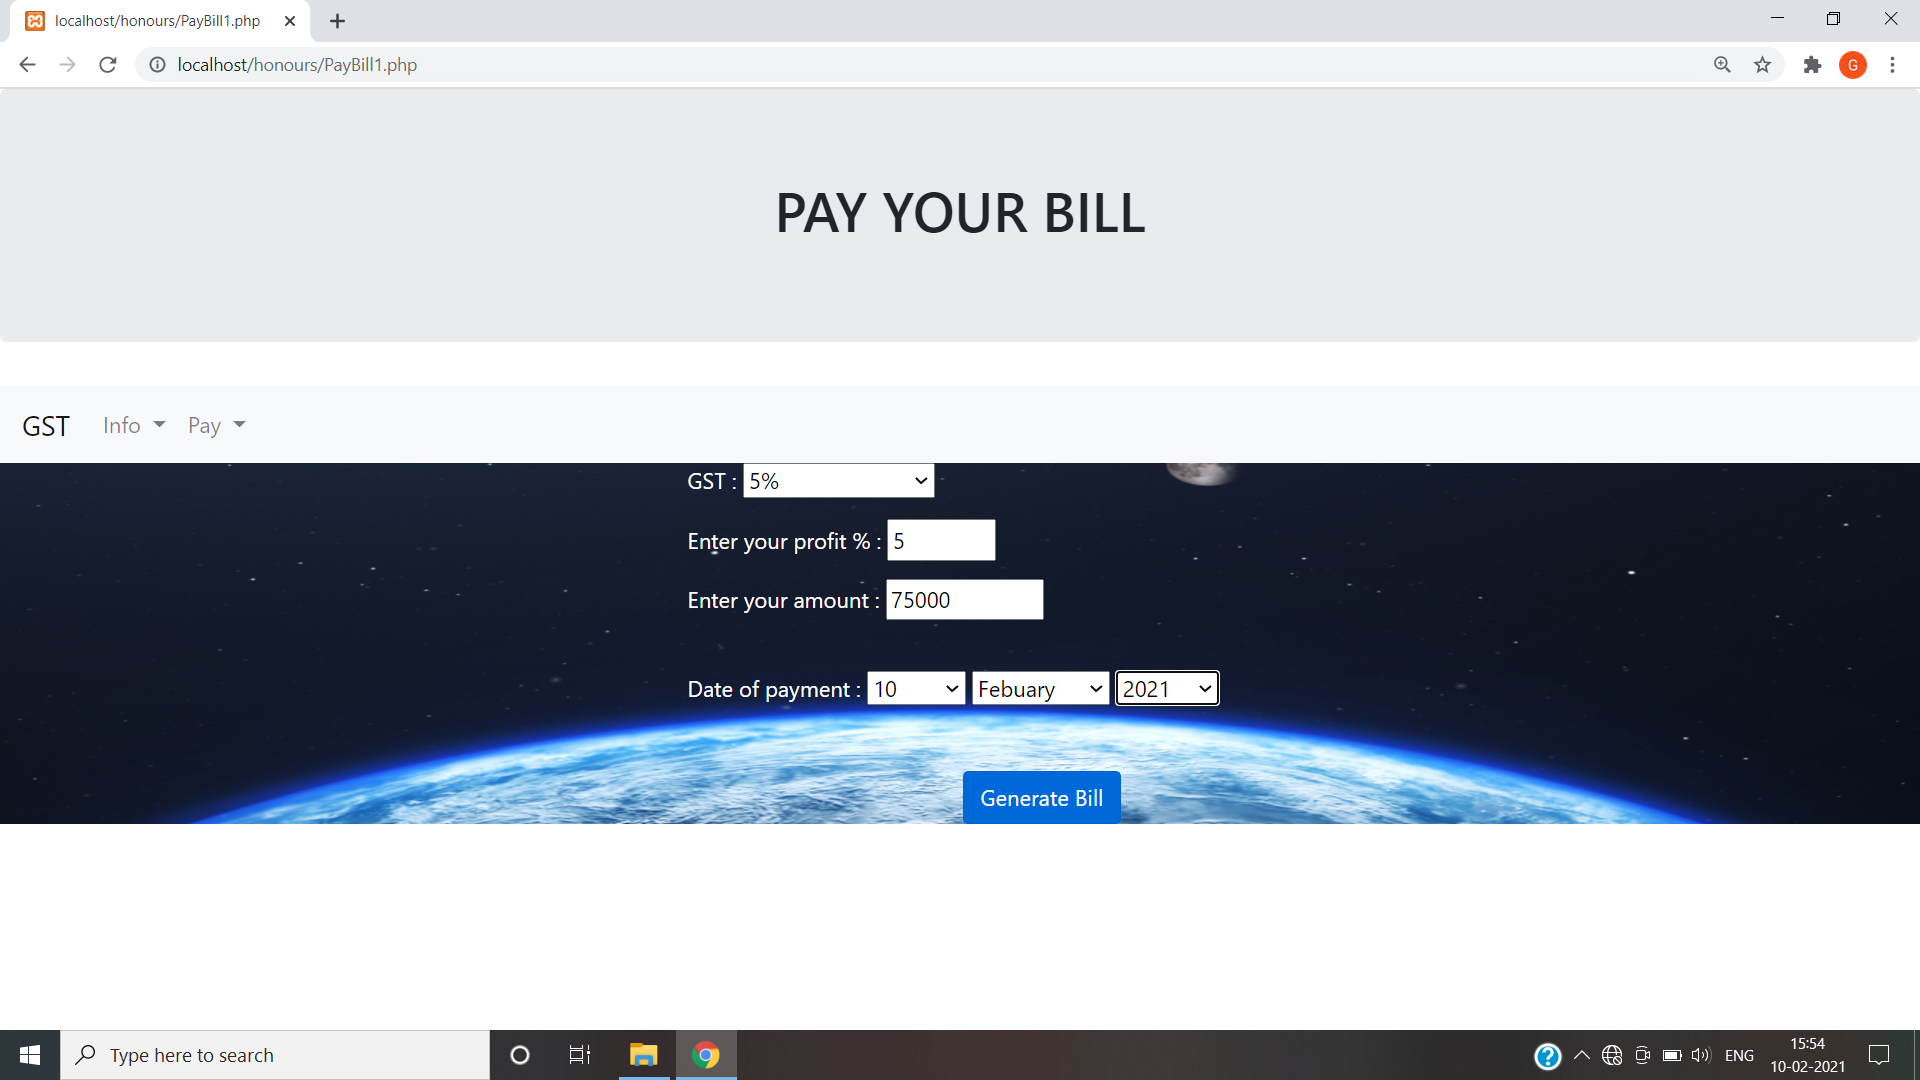 localhost/honours/PayBill1.php
localhost/honours/PayBill1.php
G
PAY YOUR BILL
GST Info Pay
GST : 5%
Enter your profit % : 5
Enter your amount : 75000
Date of payment : 10 Febuary 2021
Generate Bill
Type here to search
ENG
15:54
10-02-2021